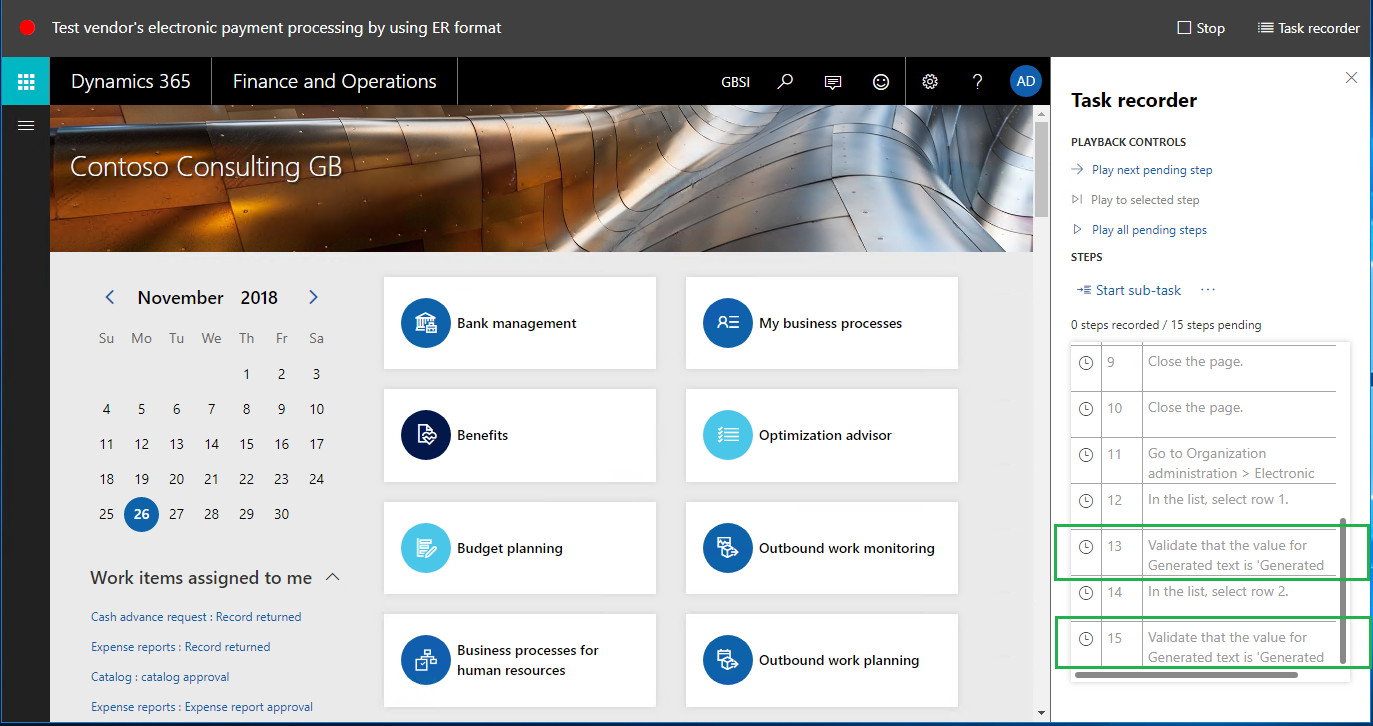 Test vendor's electronic payment processing by using ER format
Stop
Task recorder
Dynamics 365
Finance and Operations
GBSI
?
AD
Contoso Consulting GB
November 2018
Su Mo Tu We Th Fr Sa
1 2 3
4 5 6 7 8 9 10
11 12 13 14 15 16 17
18 19 20 21 22 23 24
25 26 27 28 29 30
Work items assigned to me
Cash advance request : Record returned
Expense reports : Record returned
Catalog : catalog approval
Expense reports : Expense report approval
Bank management
My business processes
Benefits
Optimization advisor
Budget planning
Outbound work monitoring
Business processes for
human resources
Outbound work planning
Task recorder
PLAYBACK CONTROLS
Play next pending step
Play to selected step
Play all pending steps
STEPS
Start sub-task ···
0 steps recorded / 15 steps pending
9 Close the page.
10 Close the page.
11 Go to Organization
administration > Electronic
12 In the list, select row 1.
13 Validate that the value for
Generated text is 'Generated
14 In the list, select row 2.
15 Validate that the value for
Generated text is 'Generated